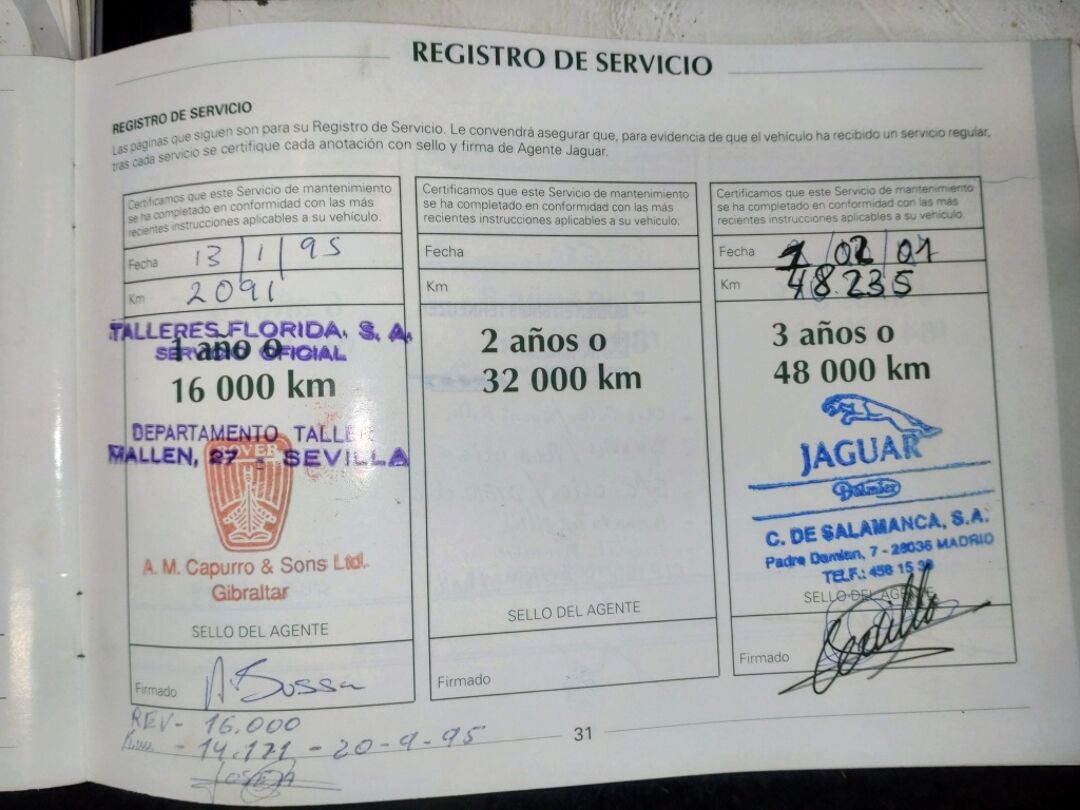 REGISTRO DE SERVICIO
REGISTRO DE SERVICIO
Las páginas que siguen son para su Registro de Servicio. Le convendrá asegurar que, para evidencia de que el vehículo ha recibido un servicio regular,
tras cada servicio se certifique cada anotación con sello y firma de Agente Jaguar.
Certificamos que este Servicio de mantenimiento
se ha completado en conformidad con las más
recientes instrucciones aplicables a su vehículo.
Fecha 13/1/95
Km 2091
TALLERES FLORIDA, S. A.
SERVICIO OFICIAL
1 año o
16 000 km
DEPARTAMENTO TALLER
MALLEN, 27 - SEVILLA
ROVER
A. M. Capurro & Sons Ltd.
Gibraltar
SELLO DEL AGENTE
Firmado
REV- 16.000
- 14.171 - 20-9-95
Certificamos que este Servicio de mantenimiento
se ha completado en conformidad con las más
recientes instrucciones aplicables a su vehículo.
Fecha
Km
2 años o
32 000 km
SELLO DEL AGENTE
Firmado
Certificamos que este Servicio de mantenimiento
se ha completado en conformidad con las más
recientes instrucciones aplicables a su vehículo.
Fecha /02/01
Km 48.235
3 años o
48 000 km
JAGUAR
Daimler
C. DE SALAMANCA, S.A.
Padre Damian, 7 - 28036 MADRID
TELF.: 458 15
SELLO DEL AGENTE
Firmado
31